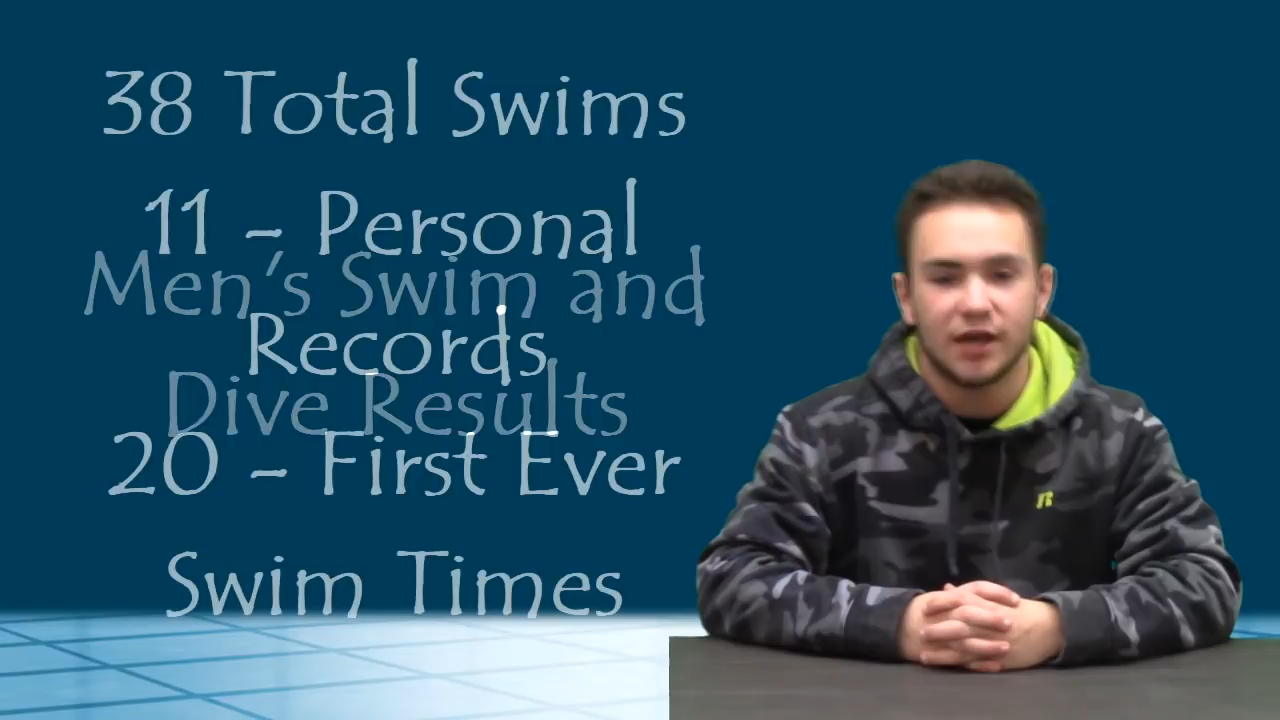 38 Total Swims
11 - Personal
Men's Swim and
Records
Dive Results
20 - First Ever
Swim Times